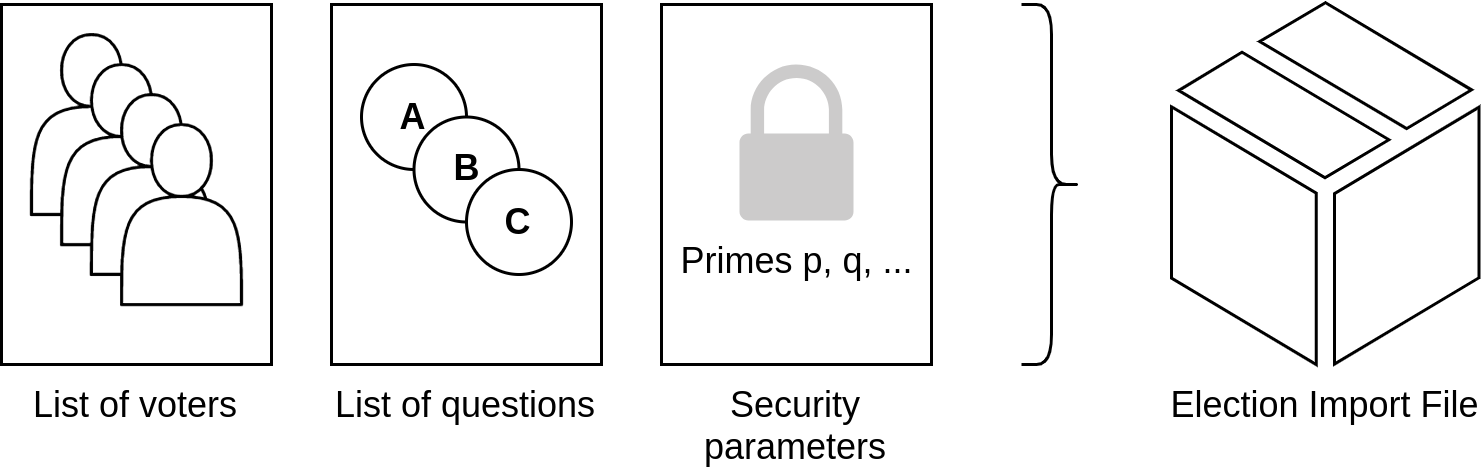 A
B
C
Primes p, q, ...
List of voters
List of questions
Security
parameters
Election Import File